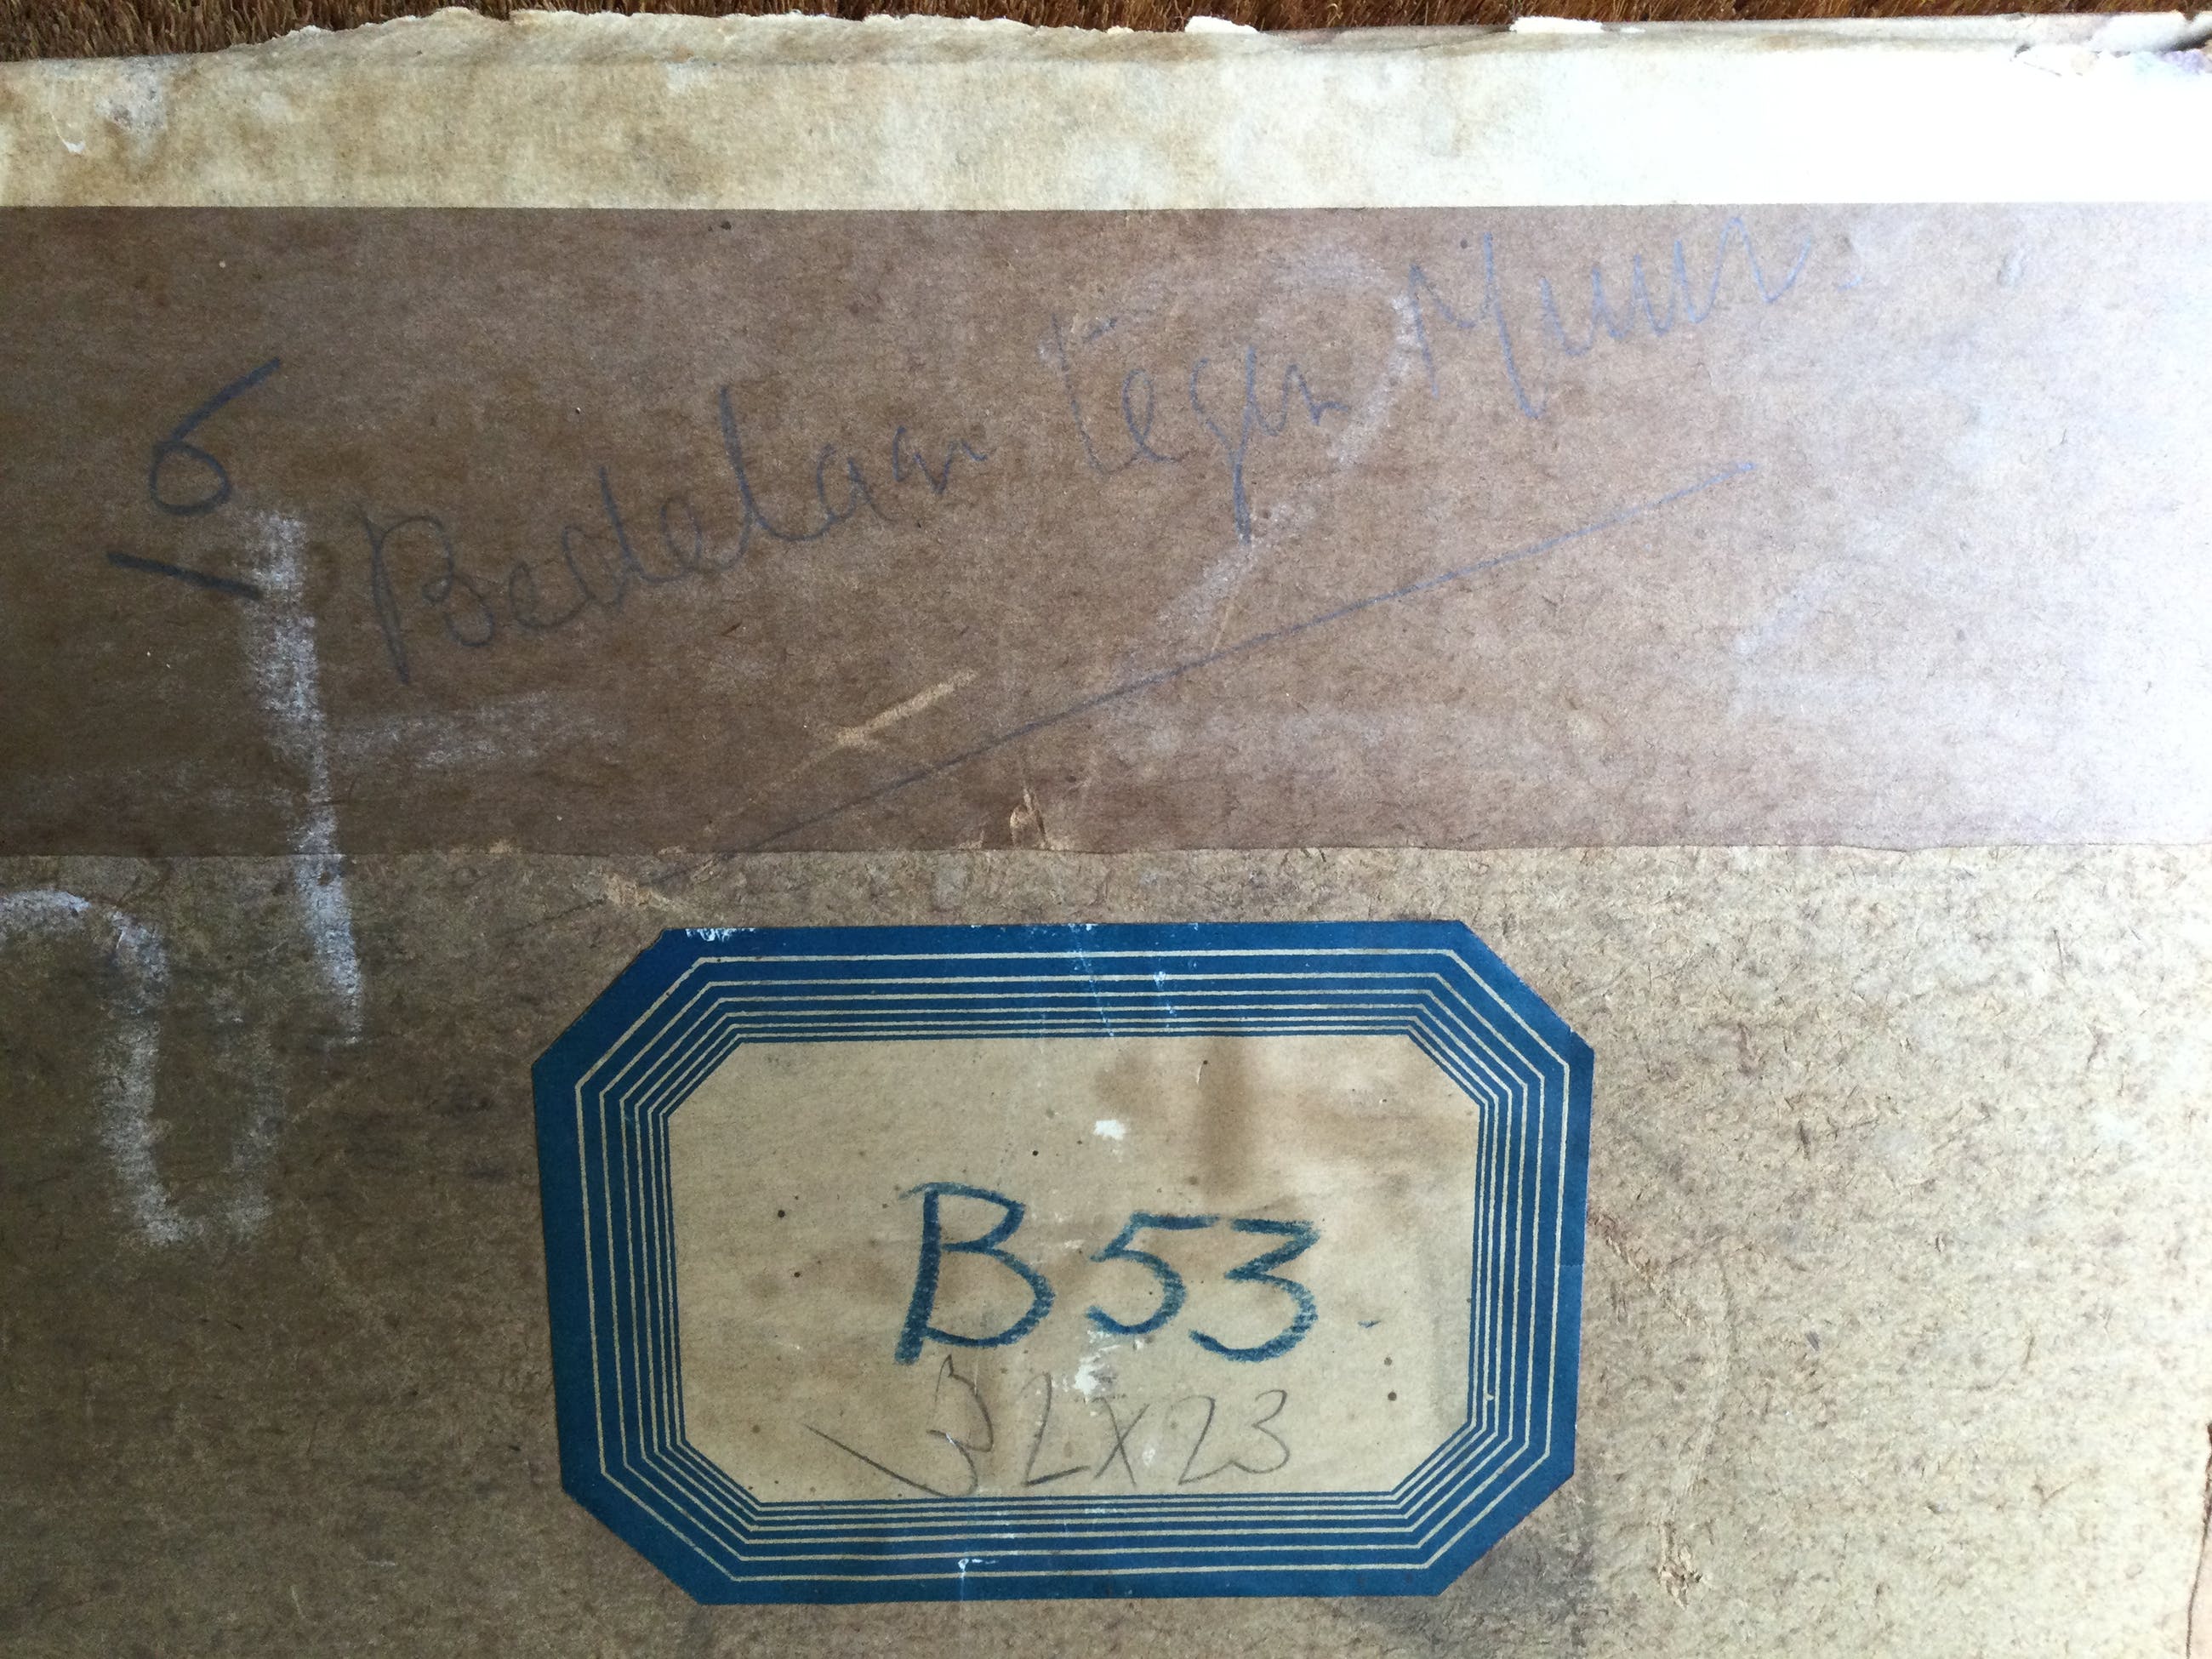 6
Bedelaar tegen Muur.
B53.
32x23